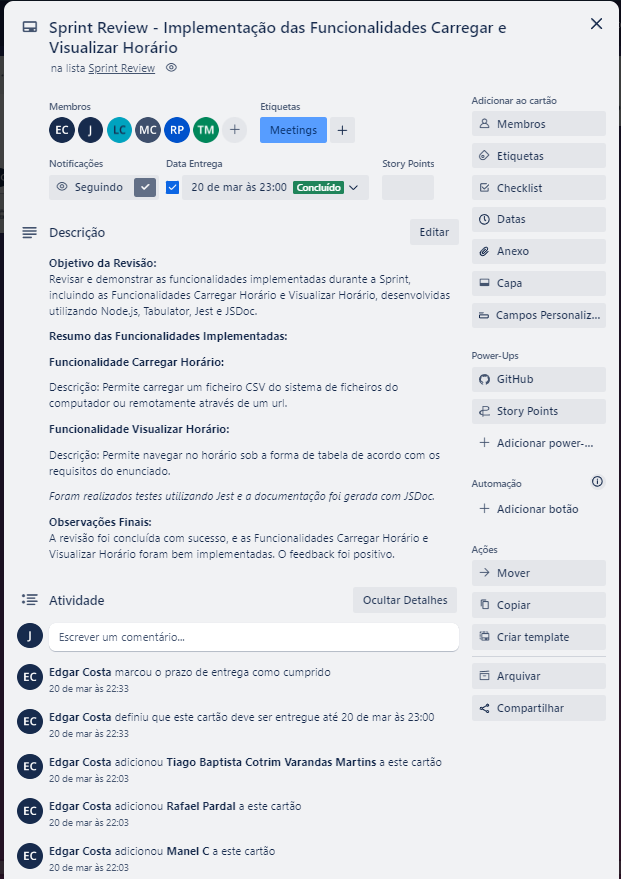 Sprint Review - Implementação das Funcionalidades Carregar e
Visualizar Horário
na lista Sprint Review
Membros
EC J LC MC RP TM
Etiquetas
Meetings
Notificações
Seguindo
Data Entrega
20 de mar às 23:00 Concluído
Story Points
Descrição
Editar
Objetivo da Revisão:
Revisar e demonstrar as funcionalidades implementadas durante a Sprint,
incluindo as Funcionalidades Carregar Horário e Visualizar Horário, desenvolvidas
utilizando Node.js, Tabulator, Jest e JSDoc.
Resumo das Funcionalidades Implementadas:
Funcionalidade Carregar Horário:
Descrição: Permite carregar um ficheiro CSV do sistema de ficheiros do
computador ou remotamente através de um url.
Funcionalidade Visualizar Horário:
Descrição: Permite navegar no horário sob a forma de tabela de acordo com os
requisitos do enunciado.
Foram realizados testes utilizando Jest e a documentação foi gerada com JSDoc.
Observações Finais:
A revisão foi concluída com sucesso, e as Funcionalidades Carregar Horário e
Visualizar Horário foram bem implementadas. O feedback foi positivo.
Atividade
Ocultar Detalhes
J
Escrever um comentário...
EC
Edgar Costa marcou o prazo de entrega como cumprido
20 de mar às 22:33
EC
Edgar Costa definiu que este cartão deve ser entregue até 20 de mar às 23:00
20 de mar às 22:33
EC
Edgar Costa adicionou Tiago Baptista Cotrim Varandas Martins a este cartão
20 de mar às 22:03
EC
Edgar Costa adicionou Rafael Pardal a este cartão
20 de mar às 22:03
EC
Edgar Costa adicionou Manel C a este cartão
20 de mar às 22:03
Adicionar ao cartão
Membros
Etiquetas
Checklist
Datas
Anexo
Capa
Campos Personaliz...
Power-Ups
GitHub
Story Points
Adicionar power-...
Automação
Adicionar botão
Ações
Mover
Copiar
Criar template
Arquivar
Compartilhar